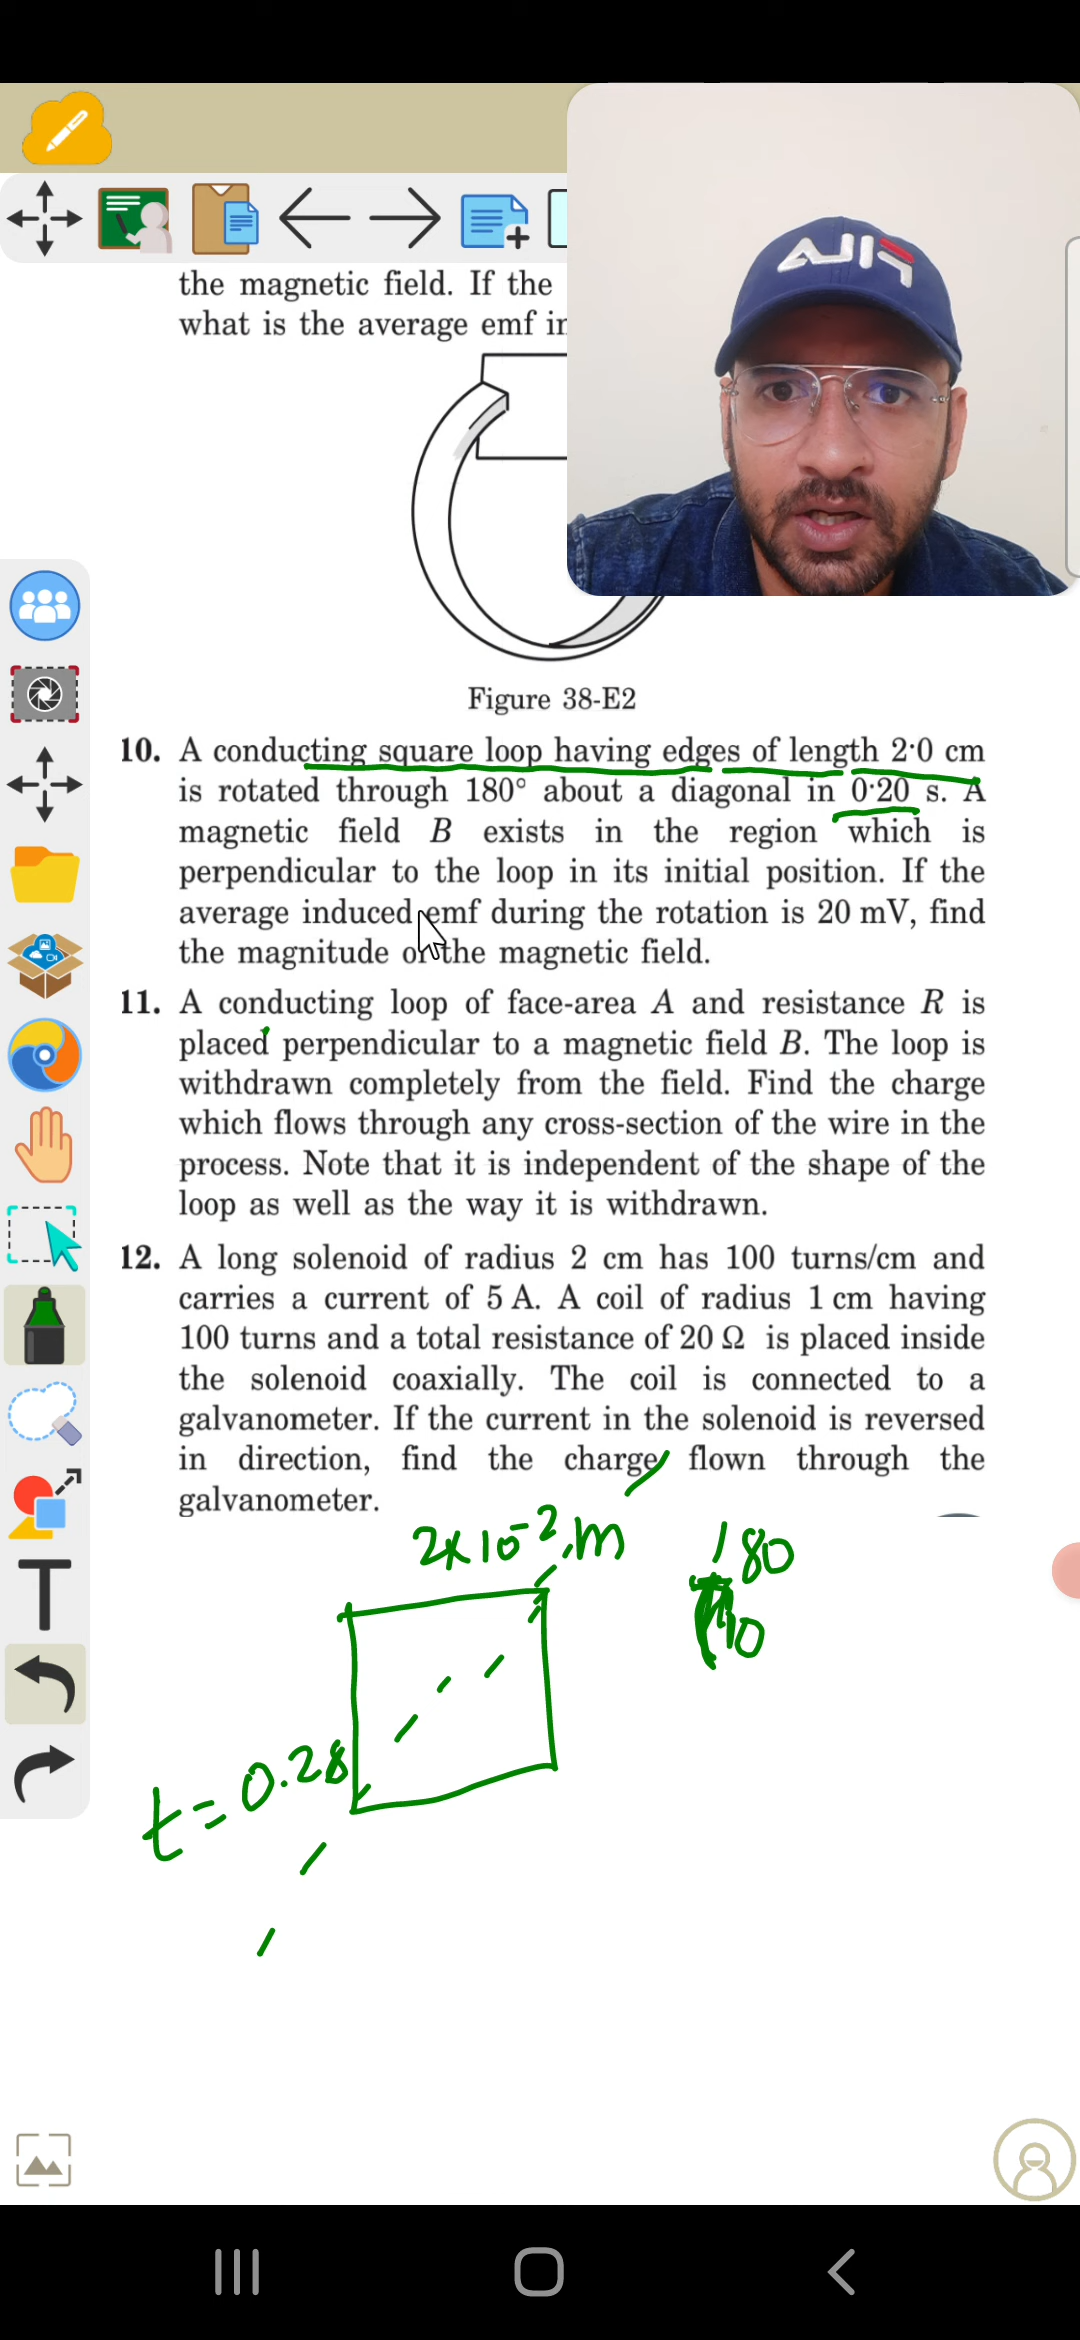 the magnetic field. If the
what is the average emf in
Figure 38-E2
10. A conducting square loop having edges of length 2·0 cm
is rotated through 180° about a diagonal in 0·20 s. A
magnetic field B exists in the region which is
perpendicular to the loop in its initial position. If the
average induced emf during the rotation is 20 mV, find
the magnitude of the magnetic field.
11. A conducting loop of face-area A and resistance R is
placed perpendicular to a magnetic field B. The loop is
withdrawn completely from the field. Find the charge
which flows through any cross-section of the wire in the
process. Note that it is independent of the shape of the
loop as well as the way it is withdrawn.
12. A long solenoid of radius 2 cm has 100 turns/cm and
carries a current of 5 A. A coil of radius 1 cm having
100 turns and a total resistance of 20 Ω is placed inside
the solenoid coaxially. The coil is connected to a
galvanometer. If the current in the solenoid is reversed
in direction, find the charge flown through the
galvanometer.
2x10⁻² m
180
t=0.2s
T